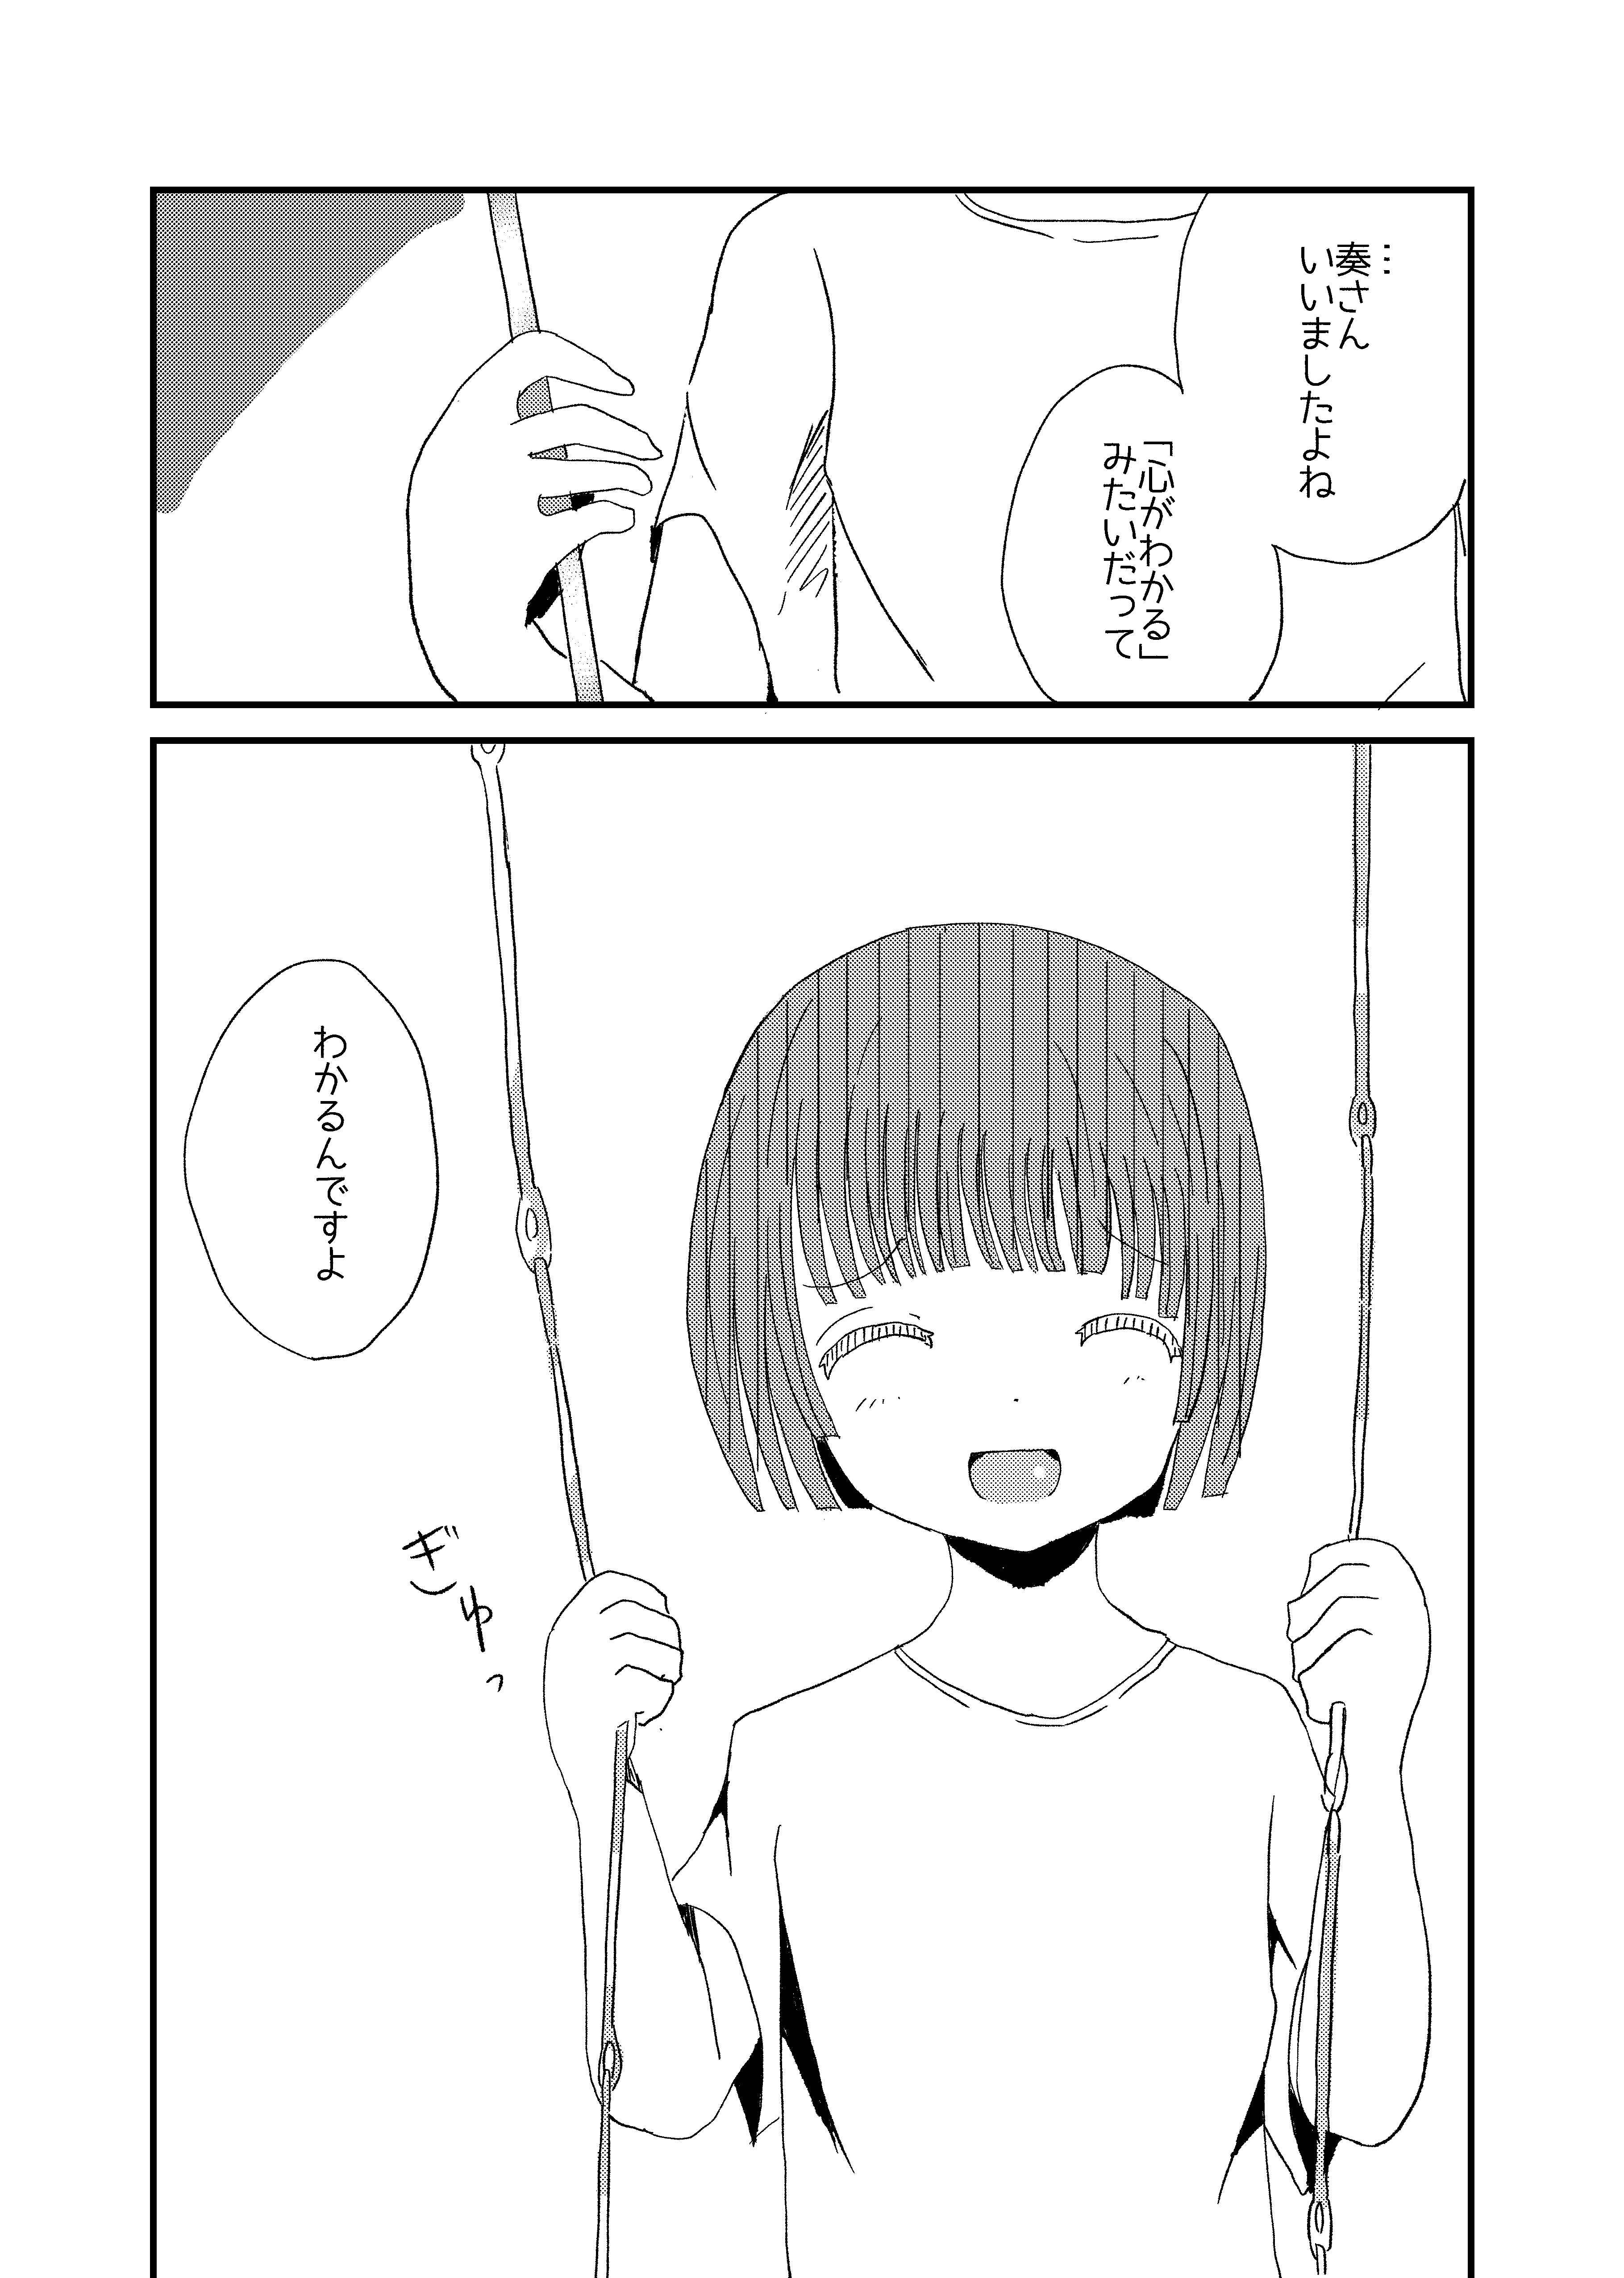 …
奏さん
いいましたよね
「心がわかる」
みたいだって
わかるんですよ
ぎゅっ